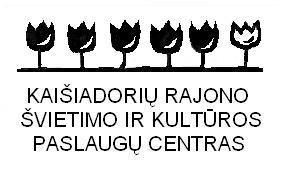 KAIŠIADORIŲ RAJONO
ŠVIETIMO IR KULTŪROS
PASLAUGŲ CENTRAS